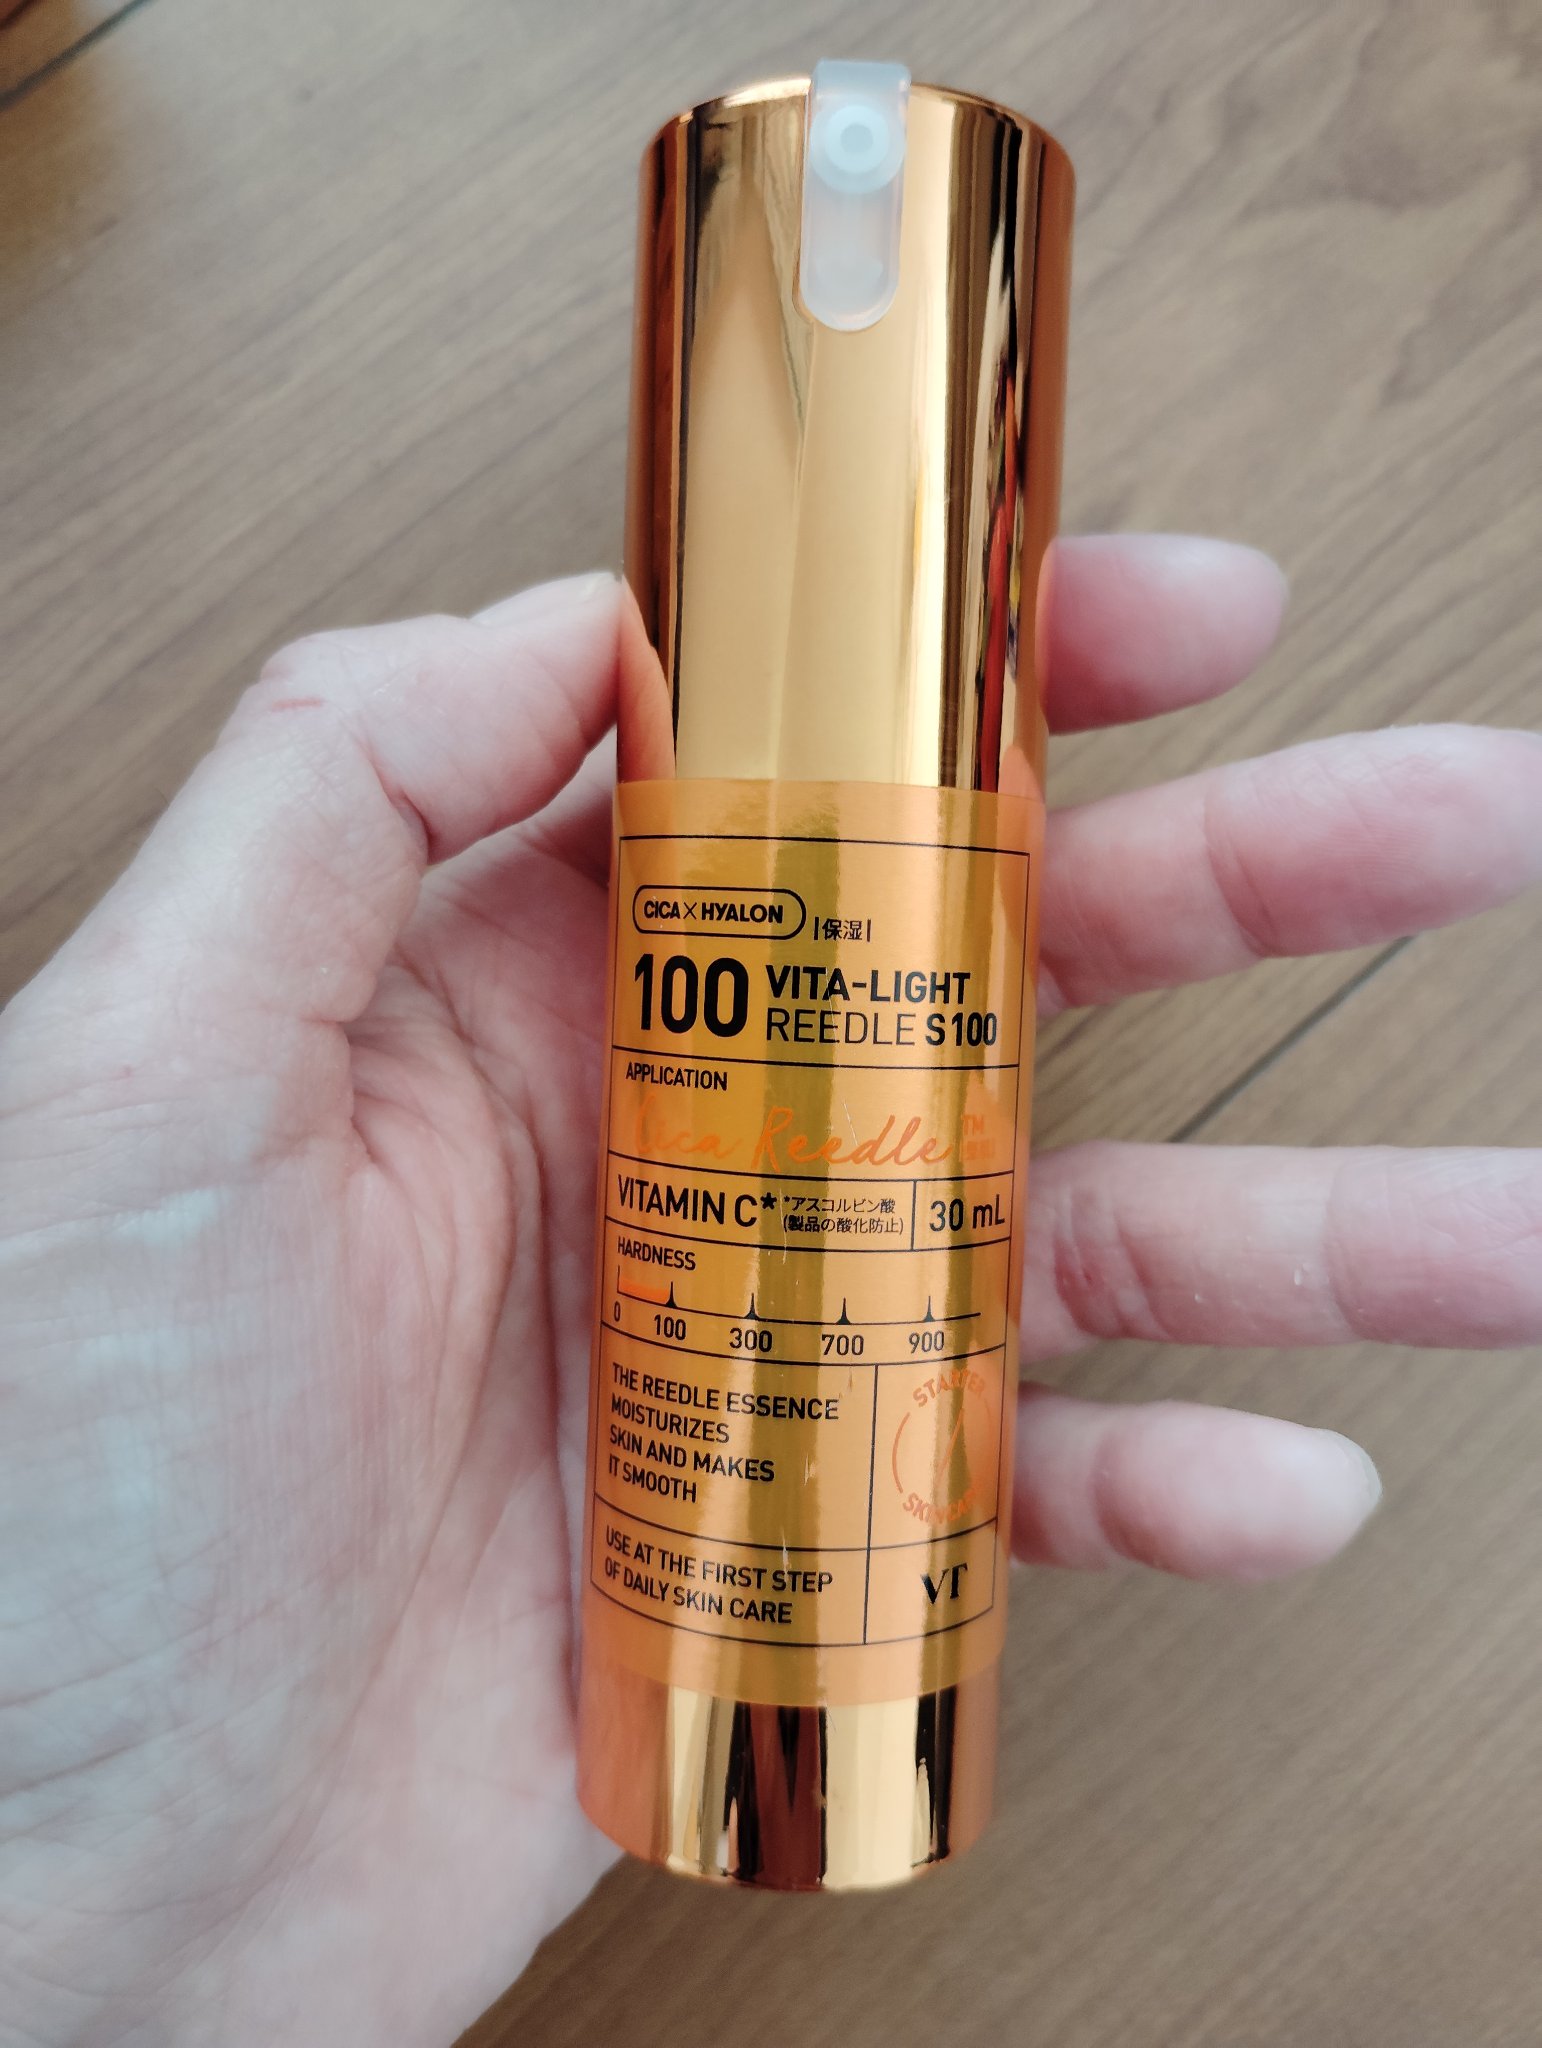 CICA×HYALON |保湿|
100 VITA-LIGHT
REEDLE S100
APPLICATION
Cica Reedle™
VITAMIN C* *アスコルビン酸
(製品の酸化防止)
30 mL
HARDNESS
0 100 300 700 900
THE REEDLE ESSENCE
MOISTURIZES
SKIN AND MAKES
IT SMOOTH
STARTER
SKINCARE
USE AT THE FIRST STEP
OF DAILY SKIN CARE
VT